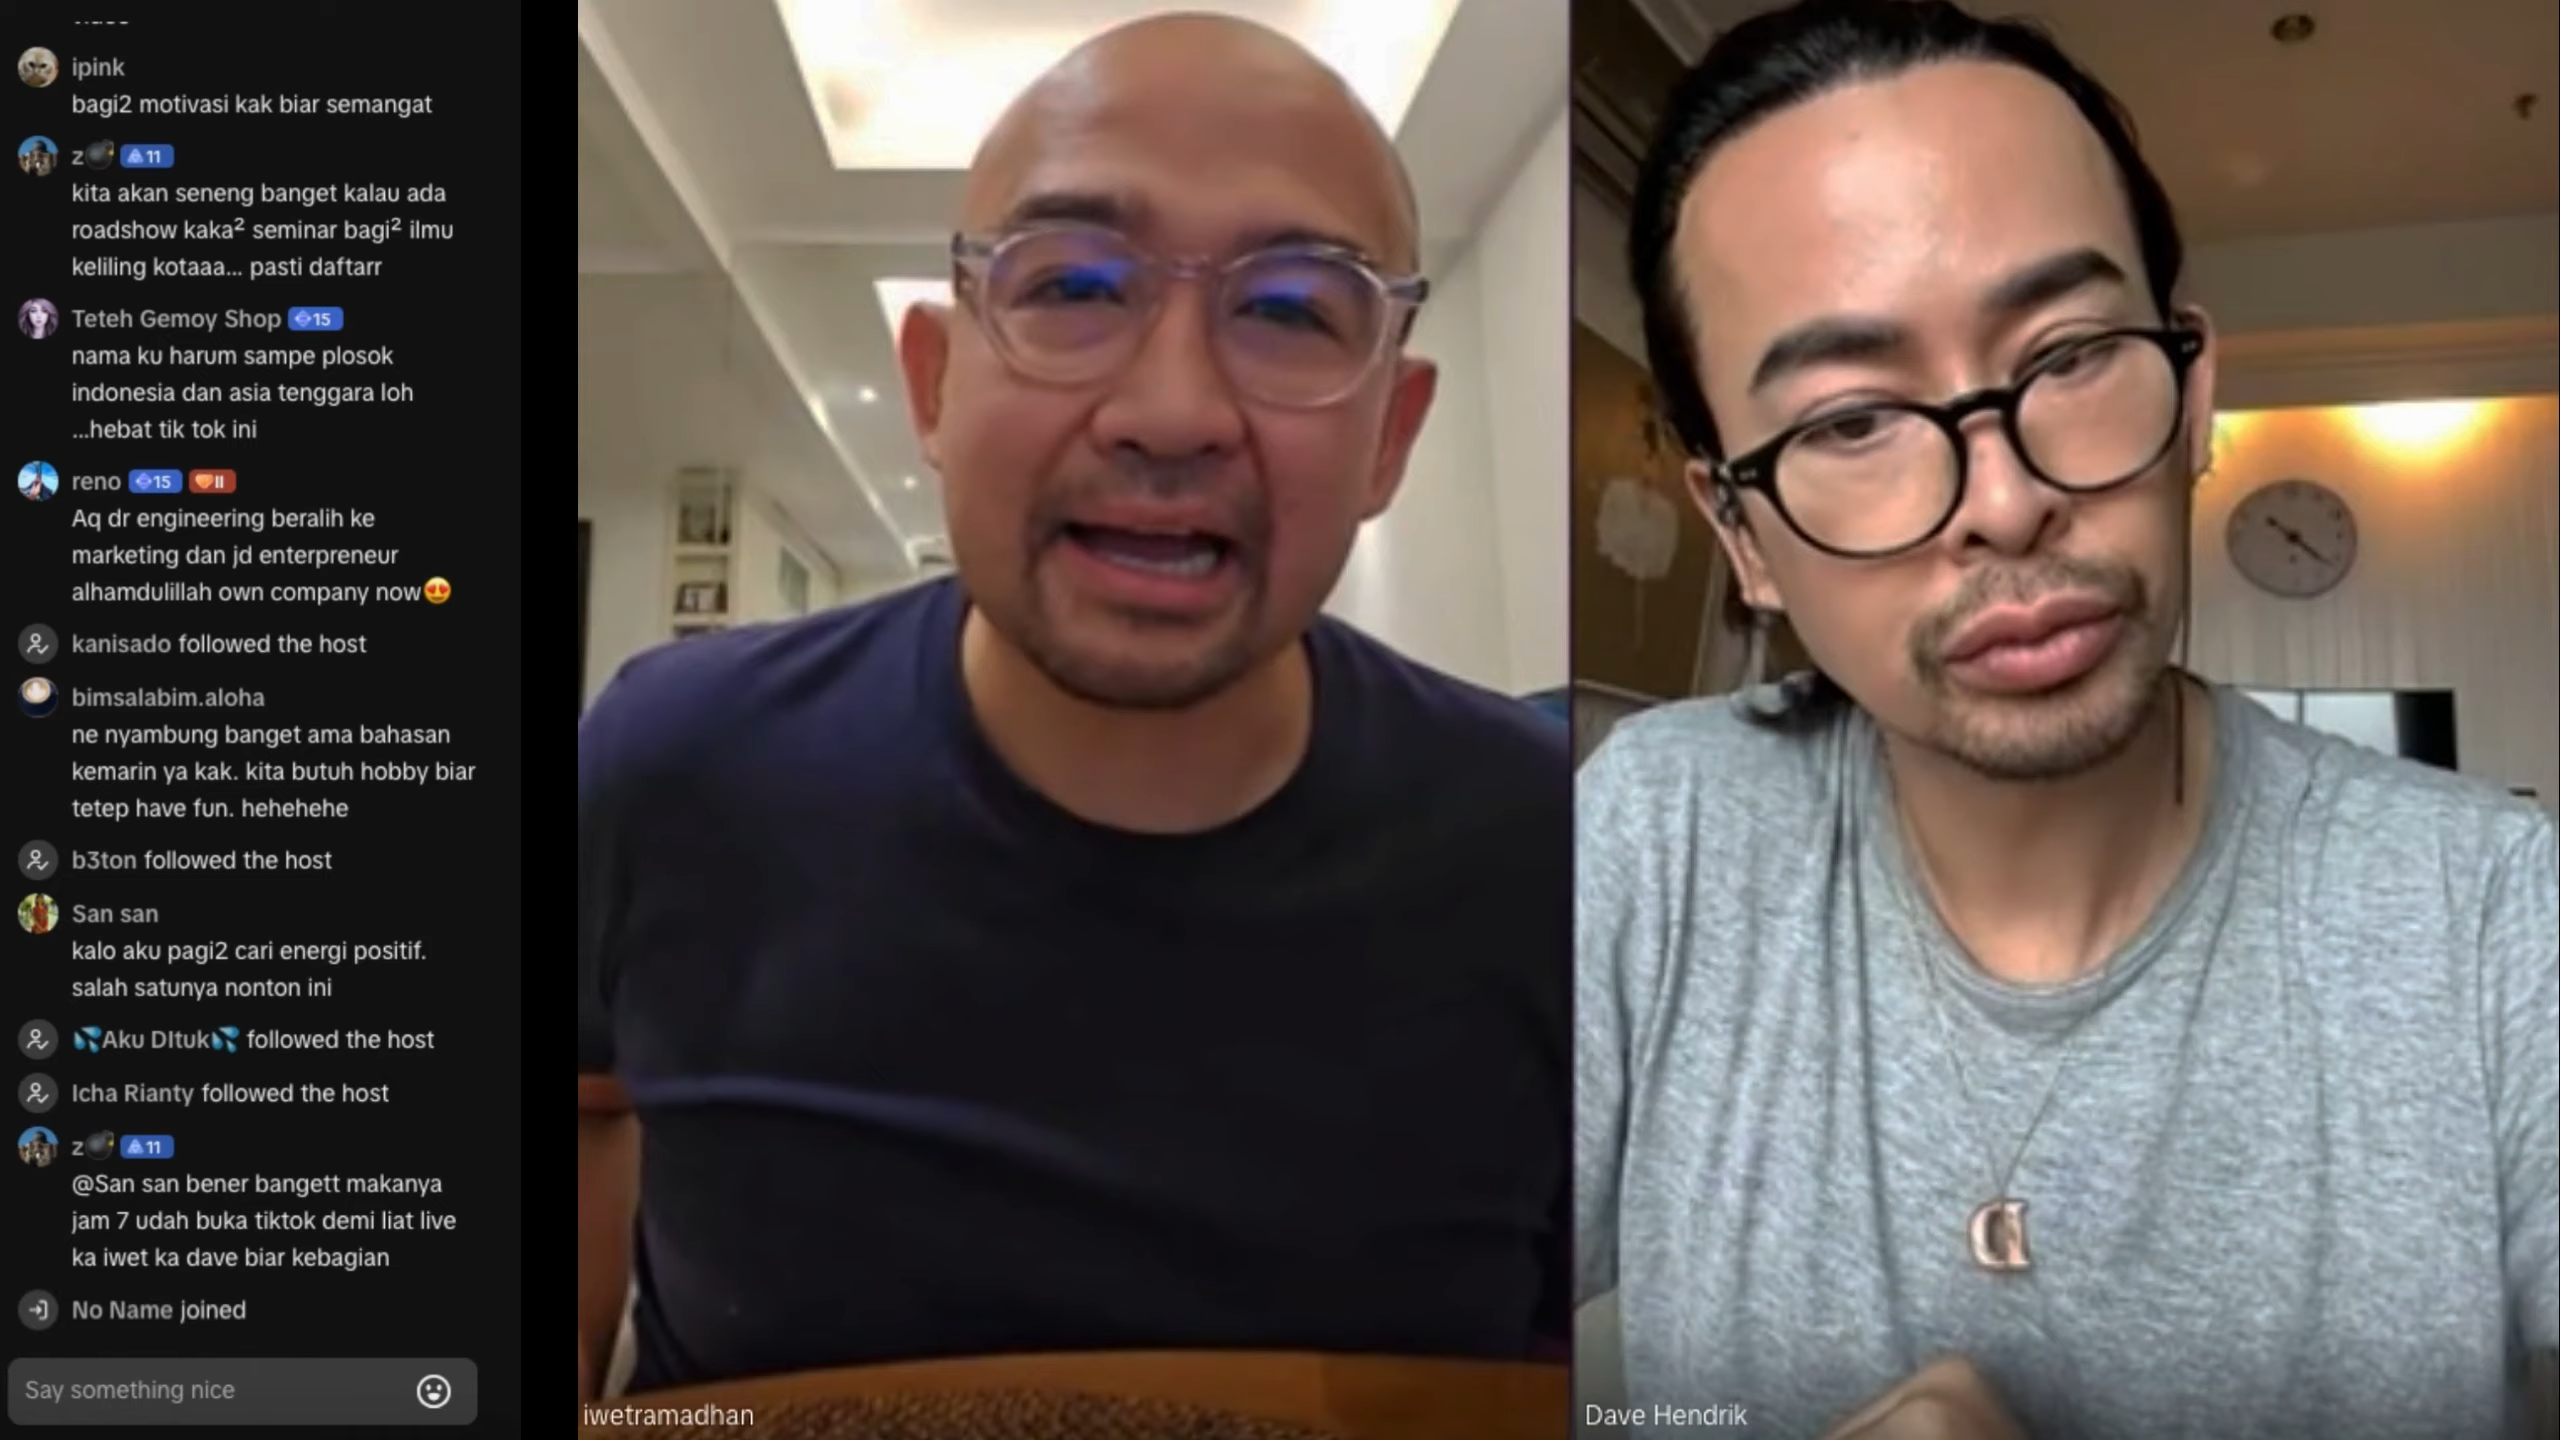 ipink
bagi2 motivasi kak biar semangat
z 11
kita akan seneng banget kalau ada
roadshow kaka² seminar bagi² ilmu
keliling kotaaa... pasti daftarr
Teteh Gemoy Shop 15
nama ku harum sampe plosok
indonesia dan asia tenggara loh
...hebat tik tok ini
reno 15 II
Aq dr engineering beralih ke
marketing dan jd enterpreneur
alhamdulillah own company now😍
kanisado followed the host
bimsalabim.aloha
ne nyambung banget ama bahasan
kemarin ya kak. kita butuh hobby biar
tetep have fun. hehehehe
b3ton followed the host
San san
kalo aku pagi2 cari energi positif.
salah satunya nonton ini
💦Aku DItuk💦 followed the host
Icha Rianty followed the host
z 11
@San san bener bangett makanya
jam 7 udah buka tiktok demi liat live
ka iwet ka dave biar kebagian
No Name joined
Say something nice
iwetramadhan
Dave Hendrik
D